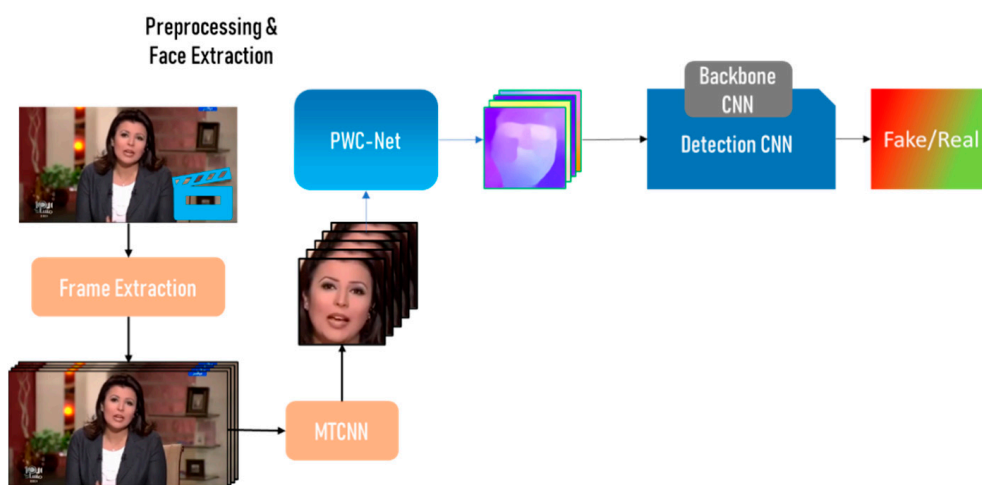 Preprocessing &
Face Extraction
Frame Extraction
MTCNN
PWC-Net
Backbone
CNN
Detection CNN
Fake/Real